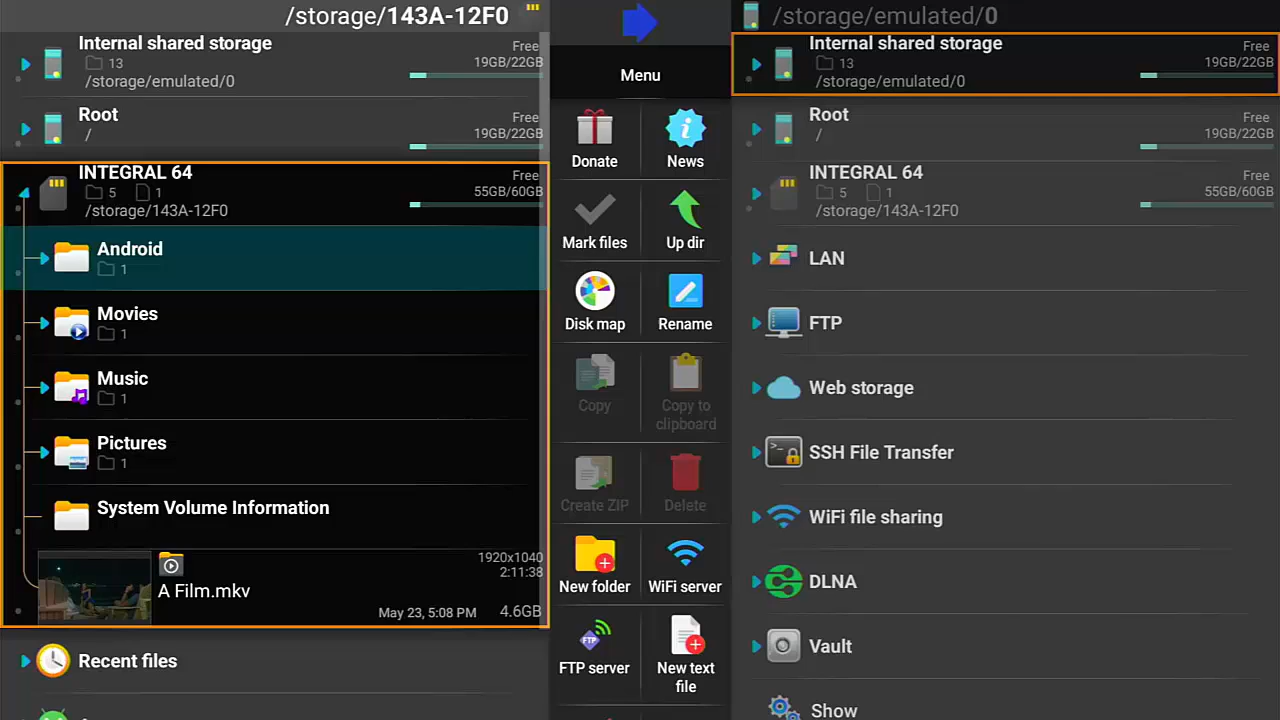 /storage/143A-12F0
Internal shared storage
Free
13
19GB/22GB
/storage/emulated/0
Root
Free
/
19GB/22GB
INTEGRAL 64
Free
5
1
55GB/60GB
/storage/143A-12F0
Android
1
Movies
1
Music
1
Pictures
1
System Volume Information
1920x1040
2:11:38
A Film.mkv
May 23, 5:08 PM
4.6GB
Recent files
Menu
Donate
News
Mark files
Up dir
Disk map
Rename
Copy
Copy to
clipboard
Create ZIP
Delete
New folder
WiFi server
FTP
FTP server
New text
file
/storage/emulated/0
Internal shared storage
Free
13
19GB/22GB
/storage/emulated/0
Root
Free
/
19GB/22GB
INTEGRAL 64
Free
5
1
55GB/60GB
/storage/143A-12F0
LAN
FTP
Web storage
SSH File Transfer
WiFi file sharing
DLNA
Vault
Show